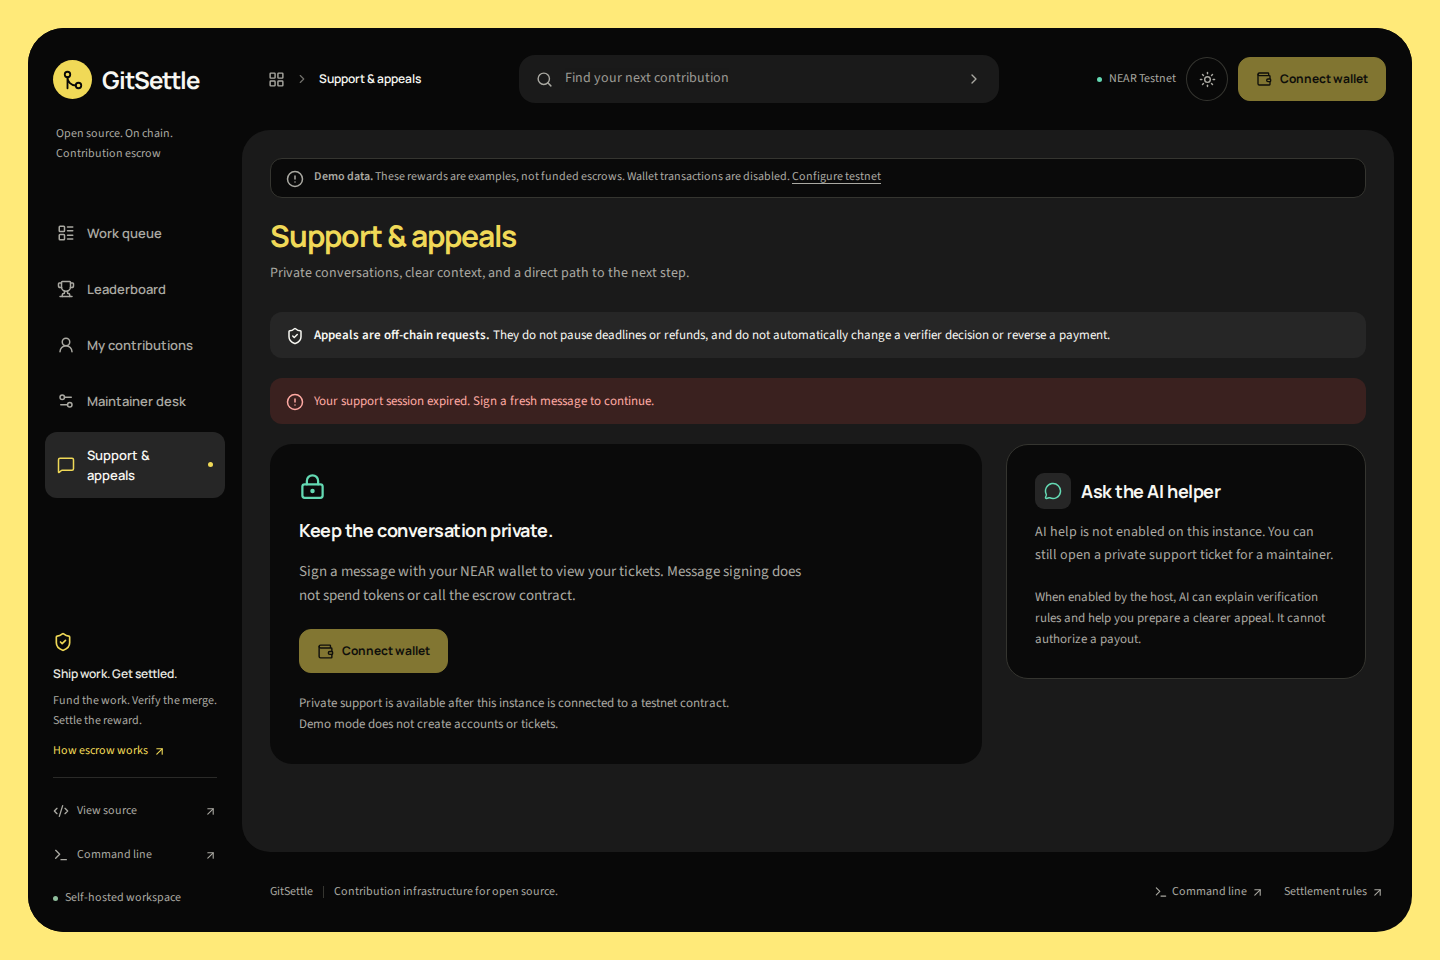 GitSettle
Support & appeals
Find your next contribution
NEAR Testnet
Connect wallet
Open source. On chain.
Contribution escrow
Work queue
Leaderboard
My contributions
Maintainer desk
Support &
appeals
Ship work. Get settled.
Fund the work. Verify the merge.
Settle the reward.
How escrow works
View source
Command line
Self-hosted workspace
Demo data. These rewards are examples, not funded escrows. Wallet transactions are disabled. Configure testnet
Support & appeals
Private conversations, clear context, and a direct path to the next step.
Appeals are off-chain requests. They do not pause deadlines or refunds, and do not automatically change a verifier decision or reverse a payment.
Your support session expired. Sign a fresh message to continue.
Keep the conversation private.
Sign a message with your NEAR wallet to view your tickets. Message signing does
not spend tokens or call the escrow contract.
Connect wallet
Private support is available after this instance is connected to a testnet contract.
Demo mode does not create accounts or tickets.
Ask the AI helper
AI help is not enabled on this instance. You can
still open a private support ticket for a maintainer.
When enabled by the host, AI can explain verification
rules and help you prepare a clearer appeal. It cannot
authorize a payout.
GitSettle
Contribution infrastructure for open source.
Command line
Settlement rules